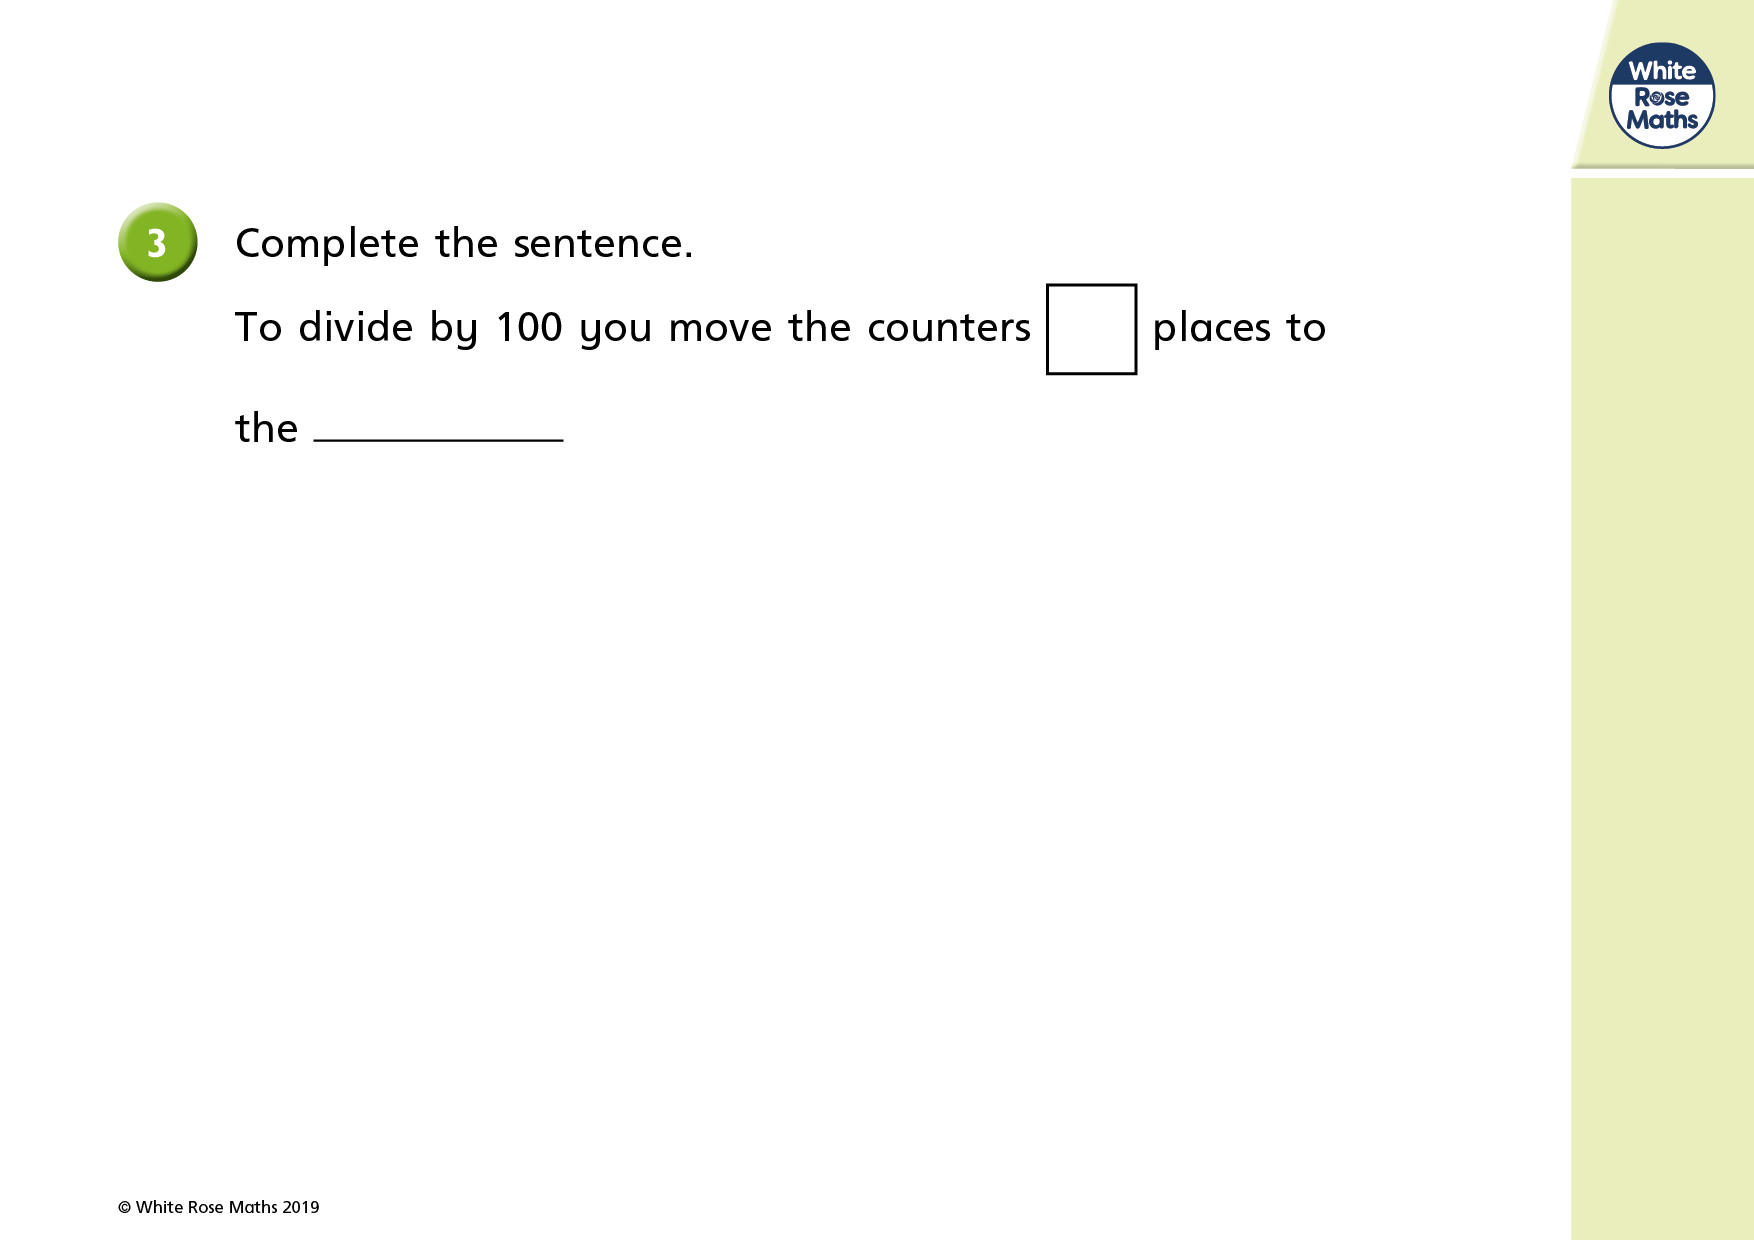 White
Rose
Maths
3 Complete the sentence.
To divide by 100 you move the counters places to
the
© White Rose Maths 2019